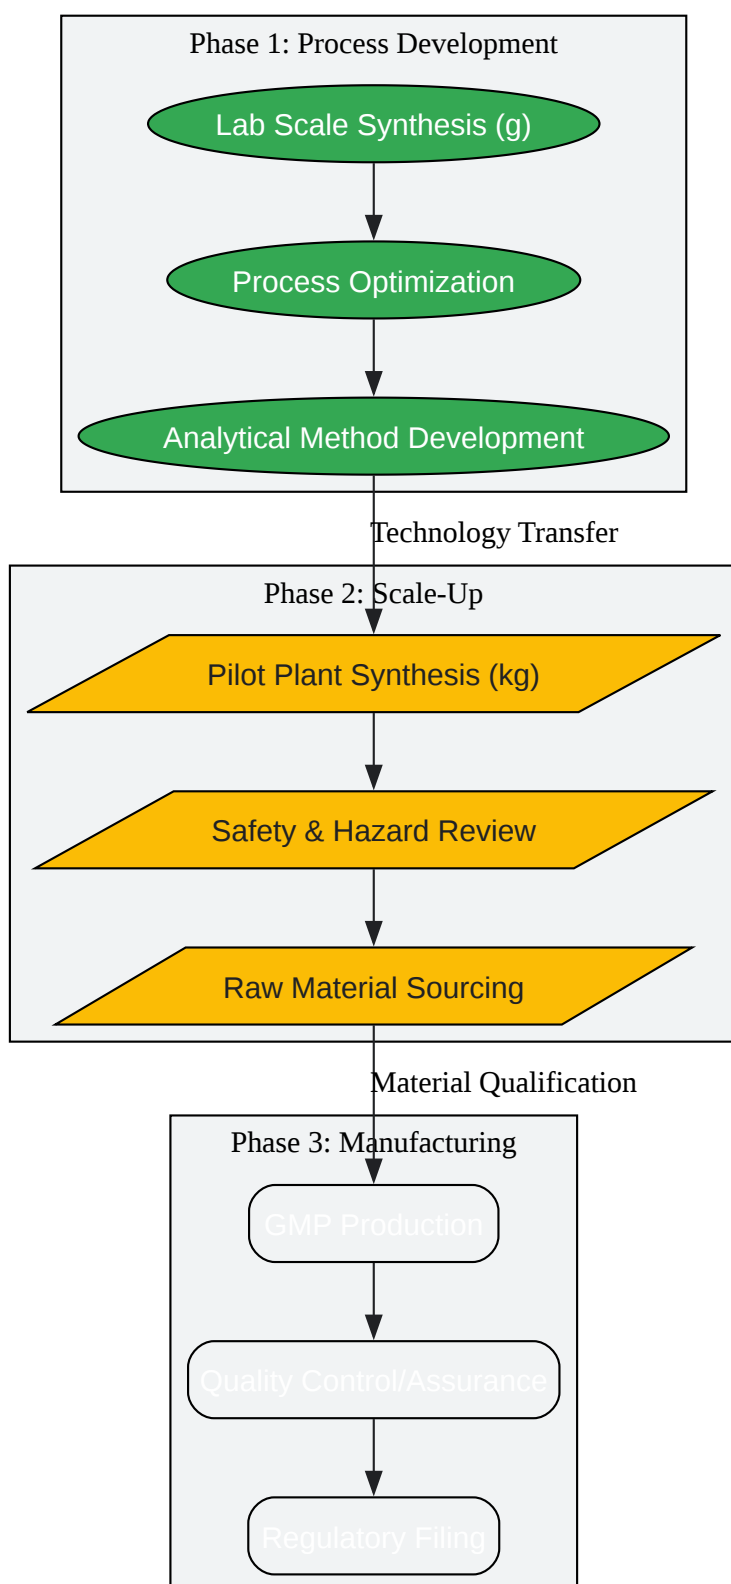 Phase 1: Process Development
Lab Scale Synthesis (g)
Process Optimization
Analytical Method Development
Technology Transfer
Phase 2: Scale-Up
Pilot Plant Synthesis (kg)
Safety & Hazard Review
Raw Material Sourcing
Material Qualification
Phase 3: Manufacturing
GMP Production
Quality Control/Assurance
Regulatory Filing